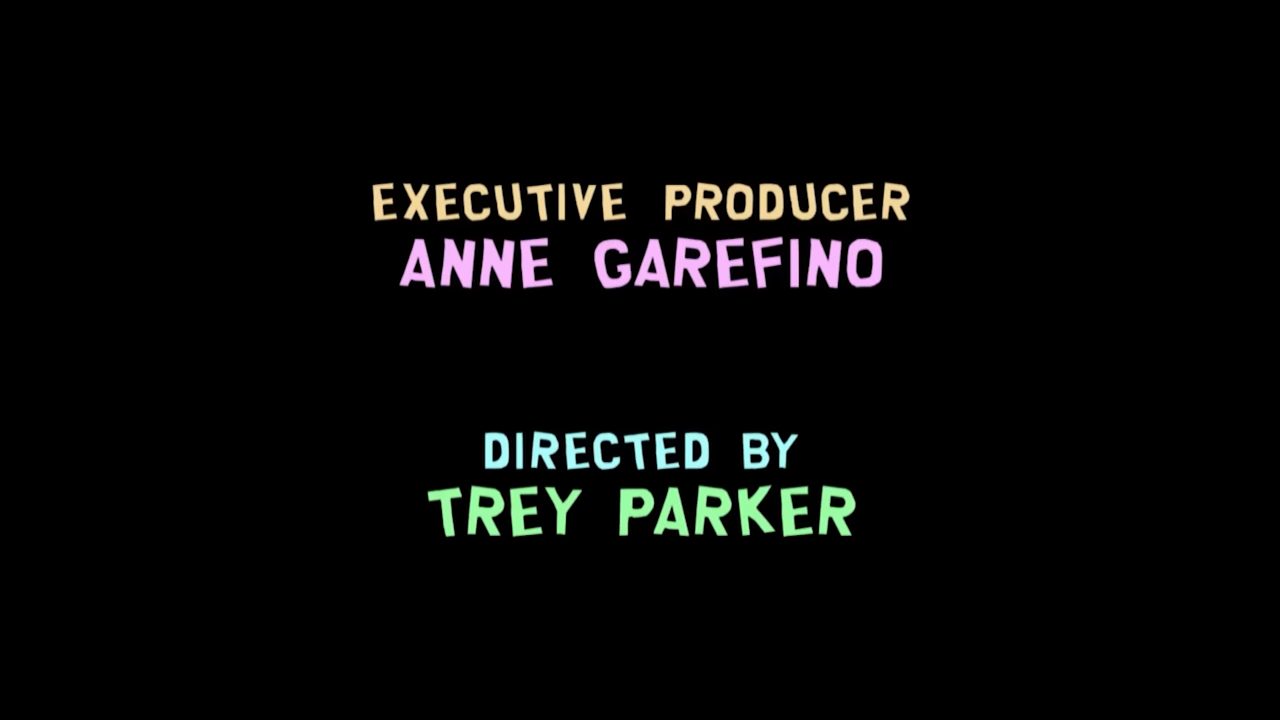 EXECUTIVE PRODUCER
ANNE GAREFINO
DIRECTED BY
TREY PARKER